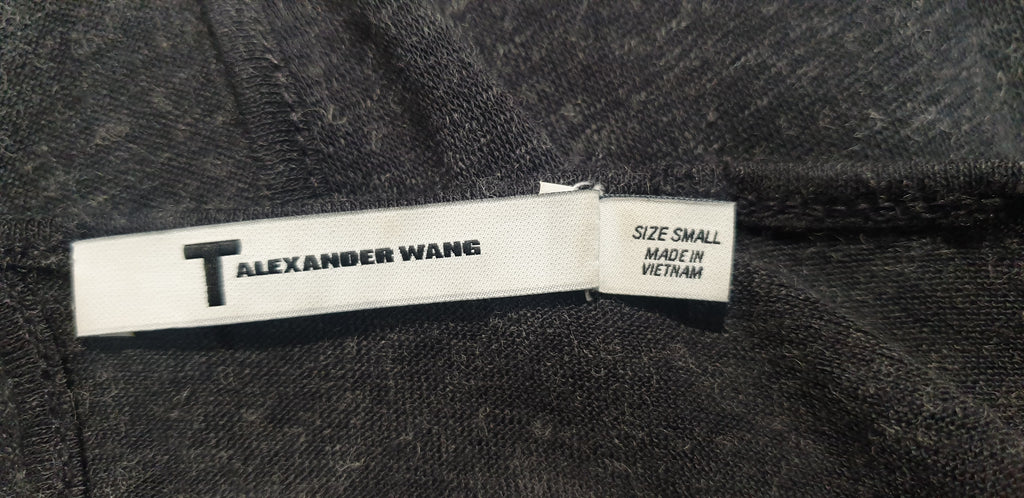 T ALEXANDER WANG
SIZE SMALL
MADE IN
VIETNAM